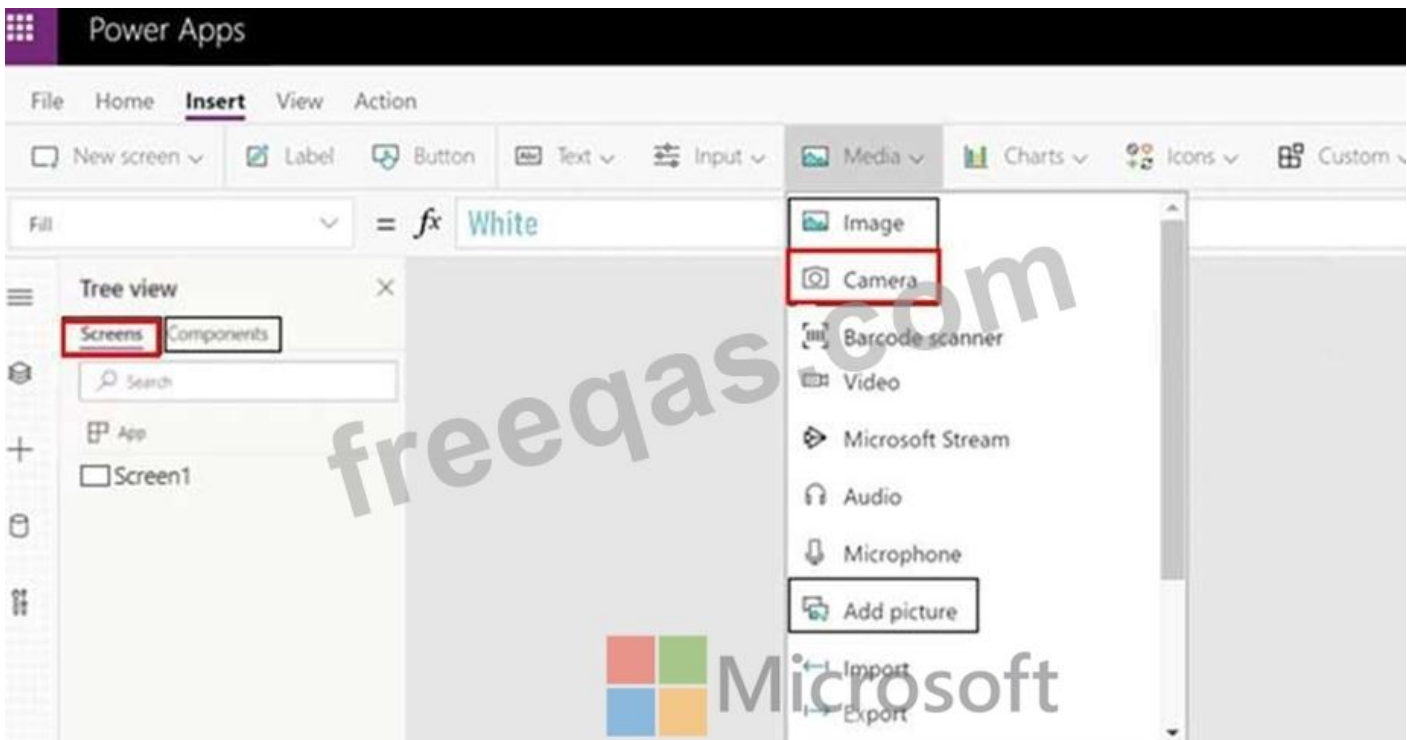 Power Apps
File Home Insert View Action
New screen Label Button Abc Text Input Media Charts Icons Custom
Fill = fx White
Image
Camera
Barcode scanner
Video
Microsoft Stream
Audio
Microphone
Add picture
Import
Export
Tree view
Screens Components
Search
App
Screen1
freeqas.com
Microsoft